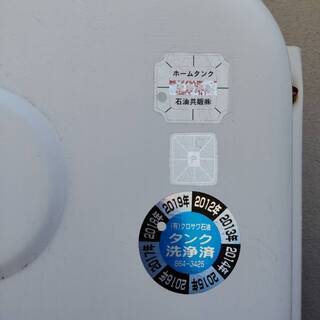 ホームタンク
石油共販㈱
P
2012年
2013年
2014年
2015年
2016年
2017年
2018年
2019年
(有)クロサワ石油
タンク
洗浄済
864-3425